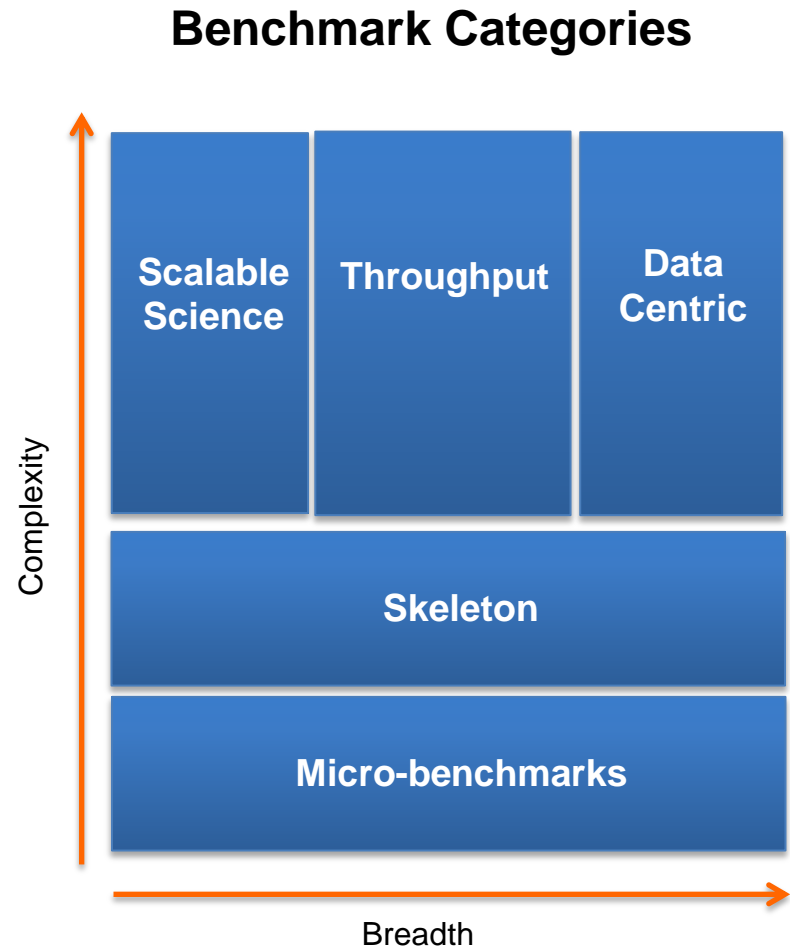 Benchmark Categories
Scalable
Science
Throughput
Data
Centric
Complexity
Skeleton
Micro-benchmarks
Breadth